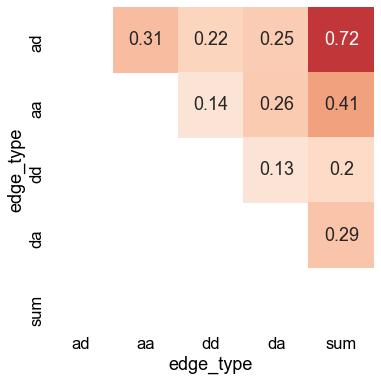 ad 0.31 0.22 0.25 0.72
aa 0.14 0.26 0.41
dd 0.13 0.2
da 0.29
sum
edge_type
ad aa dd da sum
edge_type